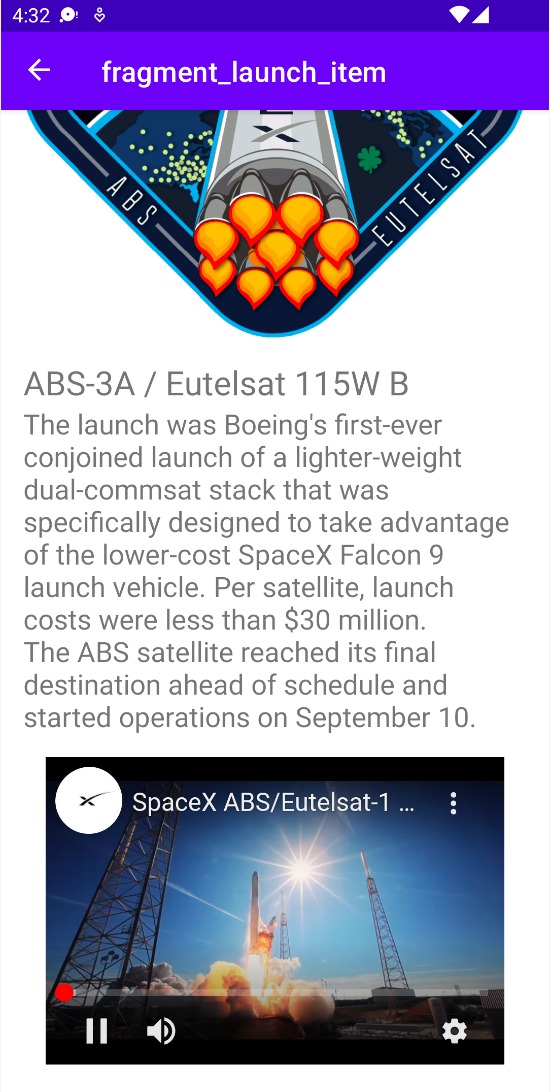 4:32
fragment_launch_item
ABS
EUTELSAT
ABS-3A / Eutelsat 115W B
The launch was Boeing's first-ever
conjoined launch of a lighter-weight
dual-commsat stack that was
specifically designed to take advantage
of the lower-cost SpaceX Falcon 9
launch vehicle. Per satellite, launch
costs were less than $30 million.
The ABS satellite reached its final
destination ahead of schedule and
started operations on September 10.
SpaceX ABS/Eutelsat-1 ...